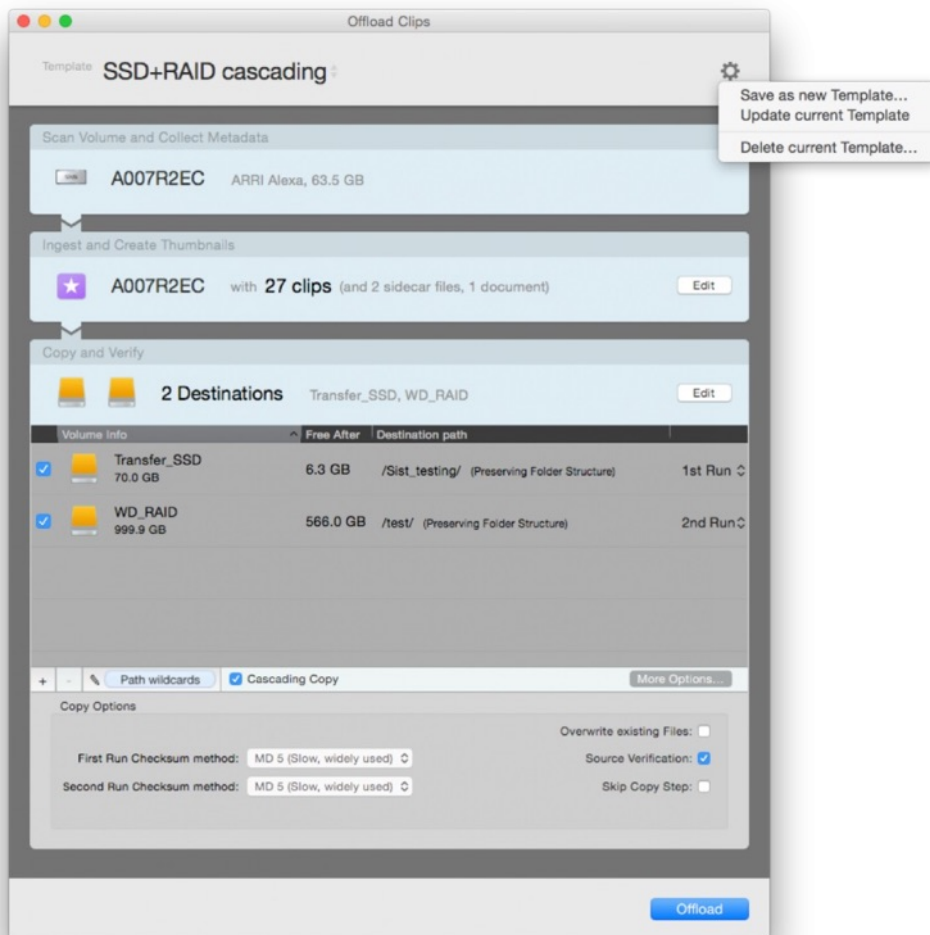 Offload Clips
Template SSD+RAID cascading
Save as new Template...
Update current Template
Delete current Template...
Scan Volume and Collect Metadata
A007R2EC ARRI Alexa, 63.5 GB
Ingest and Create Thumbnails
A007R2EC with 27 clips (and 2 sidecar files, 1 document) Edit
Copy and Verify
2 Destinations Transfer_SSD, WD_RAID Edit
Volume Info Free After Destination path
Transfer_SSD
70.0 GB
6.3 GB /Sist_testing/ (Preserving Folder Structure) 1st Run
WD_RAID
999.9 GB
566.0 GB /test/ (Preserving Folder Structure) 2nd Run
+ - Path wildcards Cascading Copy More Options...
Copy Options
Overwrite existing Files:
First Run Checksum method: MD 5 (Slow, widely used) Source Verification:
Second Run Checksum method: MD 5 (Slow, widely used) Skip Copy Step:
Offload